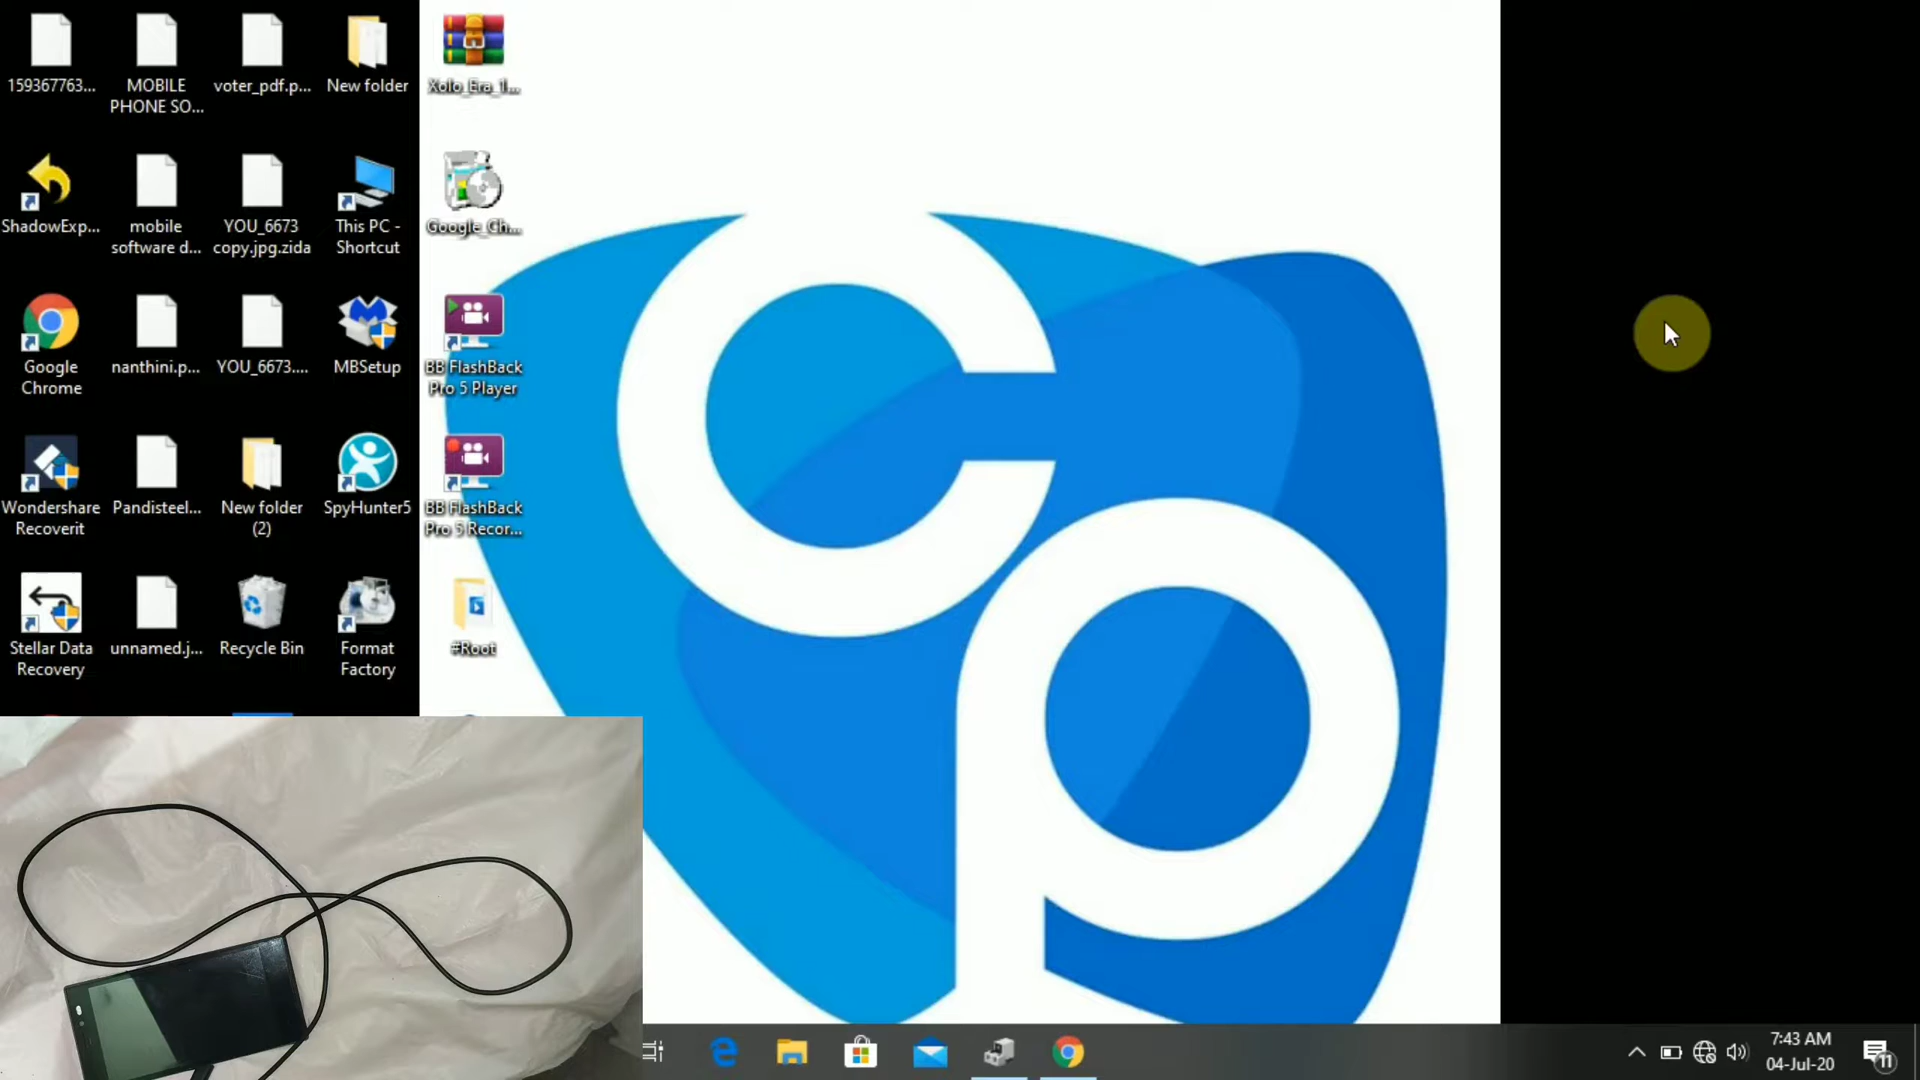 159367763...
MOBILE
PHONE SO...
voter_pdf.p...
New folder
Xolo_Era_1...
ShadowExp...
mobile
software d...
YOU_6673
copy.jpg.zida
This PC -
Shortcut
Google_Ch...
Google
Chrome
nanthini.p...
YOU_6673....
MBSetup
BB FlashBack
Pro 5 Player
Wondershare
Recoverit
Pandisteel...
New folder
(2)
SpyHunter5
BB FlashBack
Pro 5 Recor...
Stellar Data
Recovery
unnamed.j...
Recycle Bin
Format
Factory
#Root
cp
7:43 AM
04-Jul-20
11